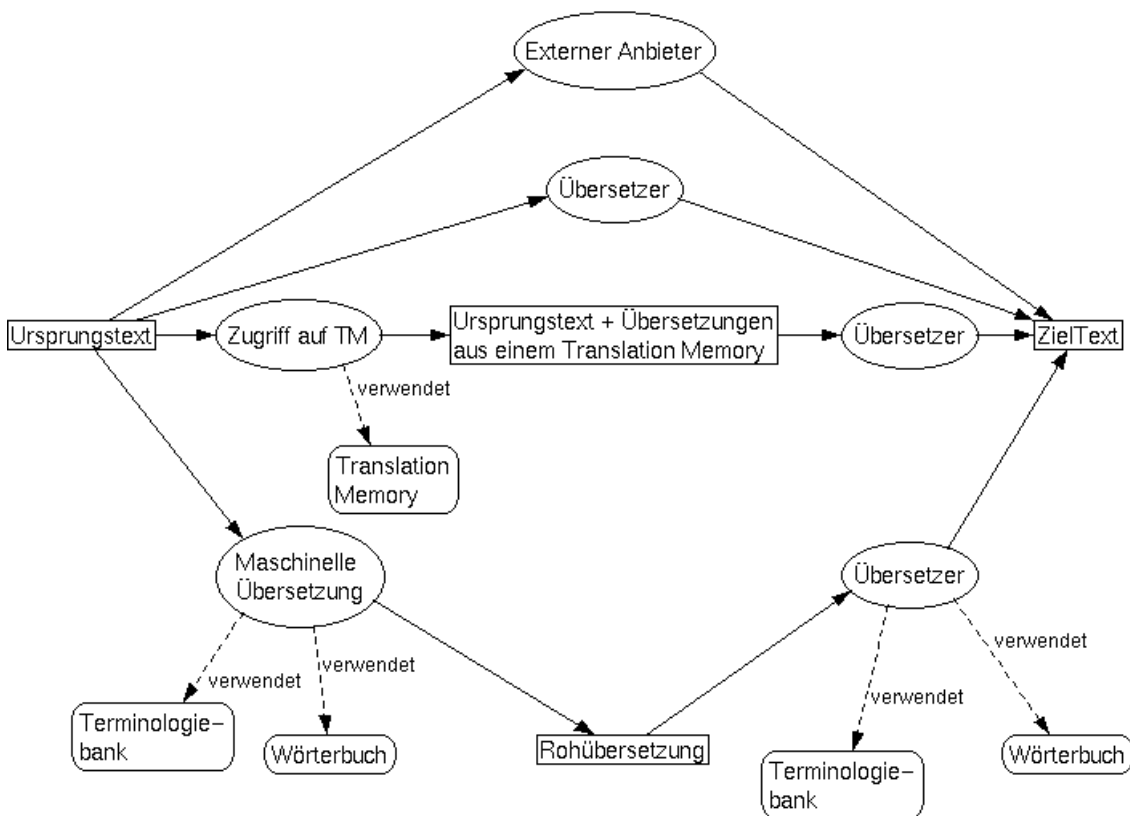 Externer Anbieter
Übersetzer
Ursprungstext
Zugriff auf TM
Ursprungstext + Übersetzungen
aus einem Translation Memory
Übersetzer
ZielText
verwendet
Translation
Memory
Maschinelle
Übersetzung
Übersetzer
verwendet
verwendet
verwendet
verwendet
Terminologie–
bank
Wörterbuch
Rohübersetzung
Terminologie–
bank
Wörterbuch